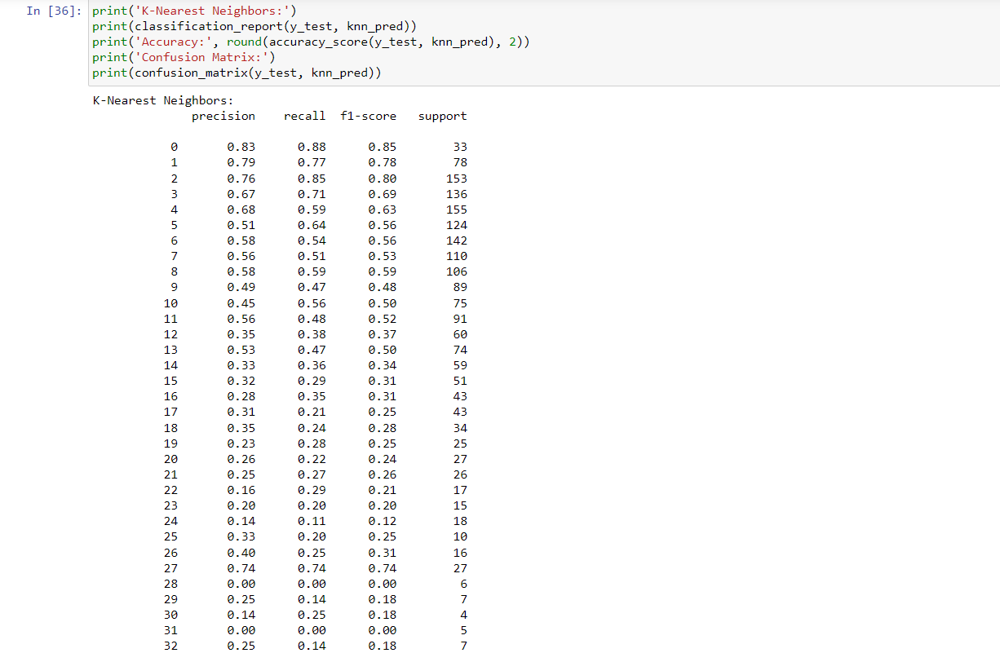 In [36]: print('K-Nearest Neighbors:')
print(classification_report(y_test, knn_pred))
print('Accuracy:', round(accuracy_score(y_test, knn_pred), 2))
print('Confusion Matrix:')
print(confusion_matrix(y_test, knn_pred))
K-Nearest Neighbors:
precision recall f1-score support
0 0.83 0.88 0.85 33
1 0.79 0.77 0.78 78
2 0.76 0.85 0.80 153
3 0.67 0.71 0.69 136
4 0.68 0.59 0.63 155
5 0.51 0.64 0.56 124
6 0.58 0.54 0.56 142
7 0.56 0.51 0.53 110
8 0.58 0.59 0.59 106
9 0.49 0.47 0.48 89
10 0.45 0.56 0.50 75
11 0.56 0.48 0.52 91
12 0.35 0.38 0.37 60
13 0.53 0.47 0.50 74
14 0.33 0.36 0.34 59
15 0.32 0.29 0.31 51
16 0.28 0.35 0.31 43
17 0.31 0.21 0.25 43
18 0.35 0.24 0.28 34
19 0.23 0.28 0.25 25
20 0.26 0.22 0.24 27
21 0.25 0.27 0.26 26
22 0.16 0.29 0.21 17
23 0.20 0.20 0.20 15
24 0.14 0.11 0.12 18
25 0.33 0.20 0.25 10
26 0.40 0.25 0.31 16
27 0.74 0.74 0.74 27
28 0.00 0.00 0.00 6
29 0.25 0.14 0.18 7
30 0.14 0.25 0.18 4
31 0.00 0.00 0.00 5
32 0.25 0.14 0.18 7